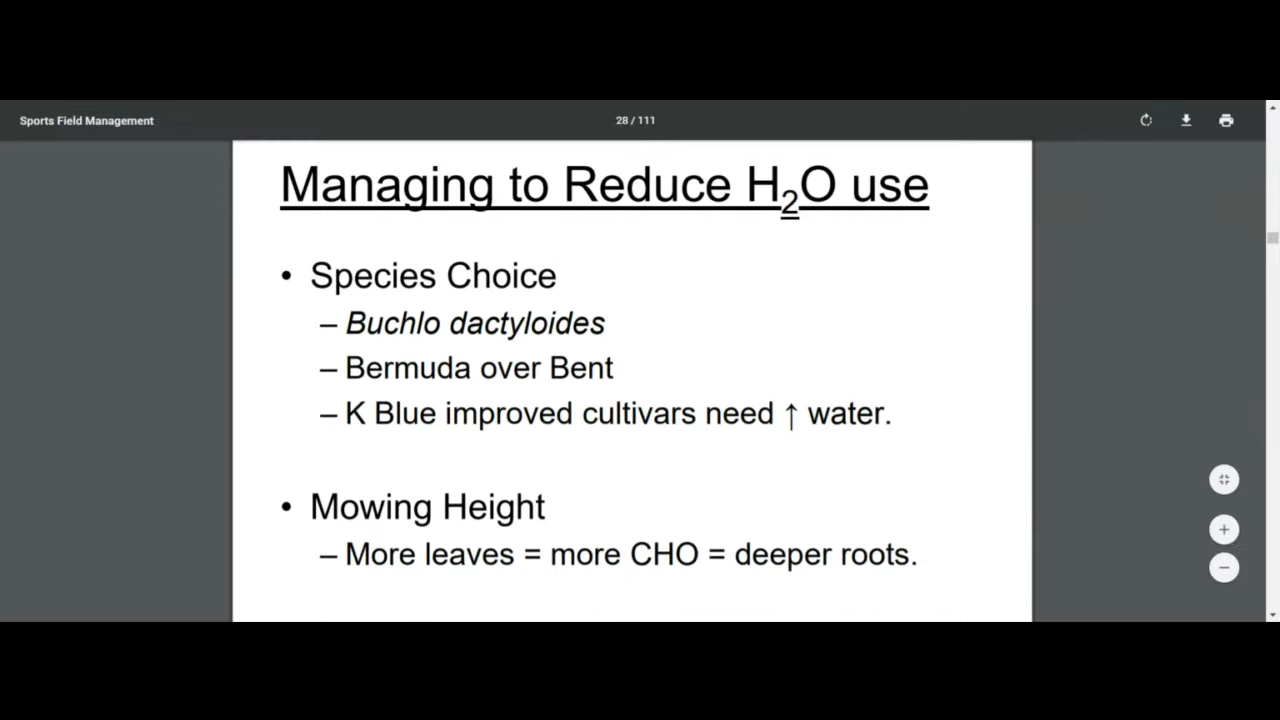 Sports Field Management
28 / 111
Managing to Reduce H₂O use
• Species Choice
– Buchlo dactyloides
– Bermuda over Bent
– K Blue improved cultivars need ↑ water.
• Mowing Height
– More leaves = more CHO = deeper roots.